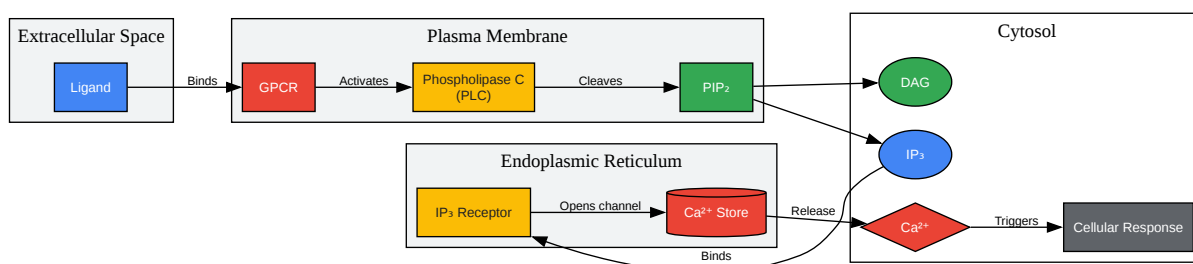 Extracellular Space
Plasma Membrane
Cytosol
Ligand
Binds
GPCR
Activates
Phospholipase C
(PLC)
Cleaves
PIP₂
DAG
IP₃
Endoplasmic Reticulum
IP₃ Receptor
Opens channel
Ca²⁺ Store
Release
Ca²⁺
Triggers
Cellular Response
Binds